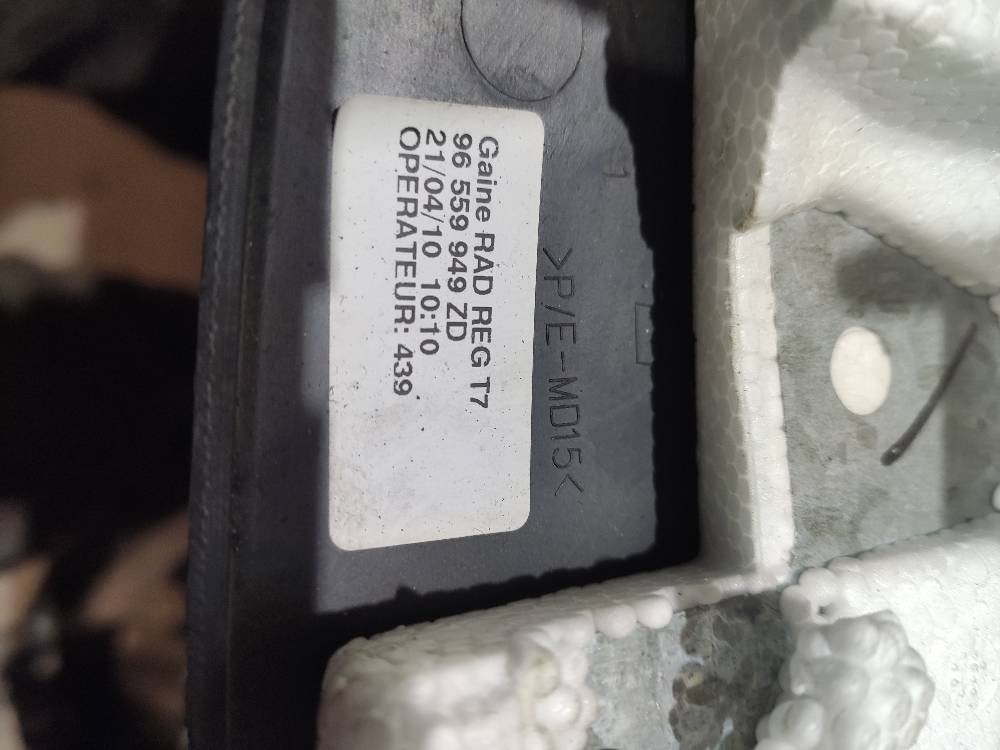 Gaine RAD REG T7
96 559 949 ZD
21/04/10 10:10
OPERATEUR: 439
>P/E-MD15<